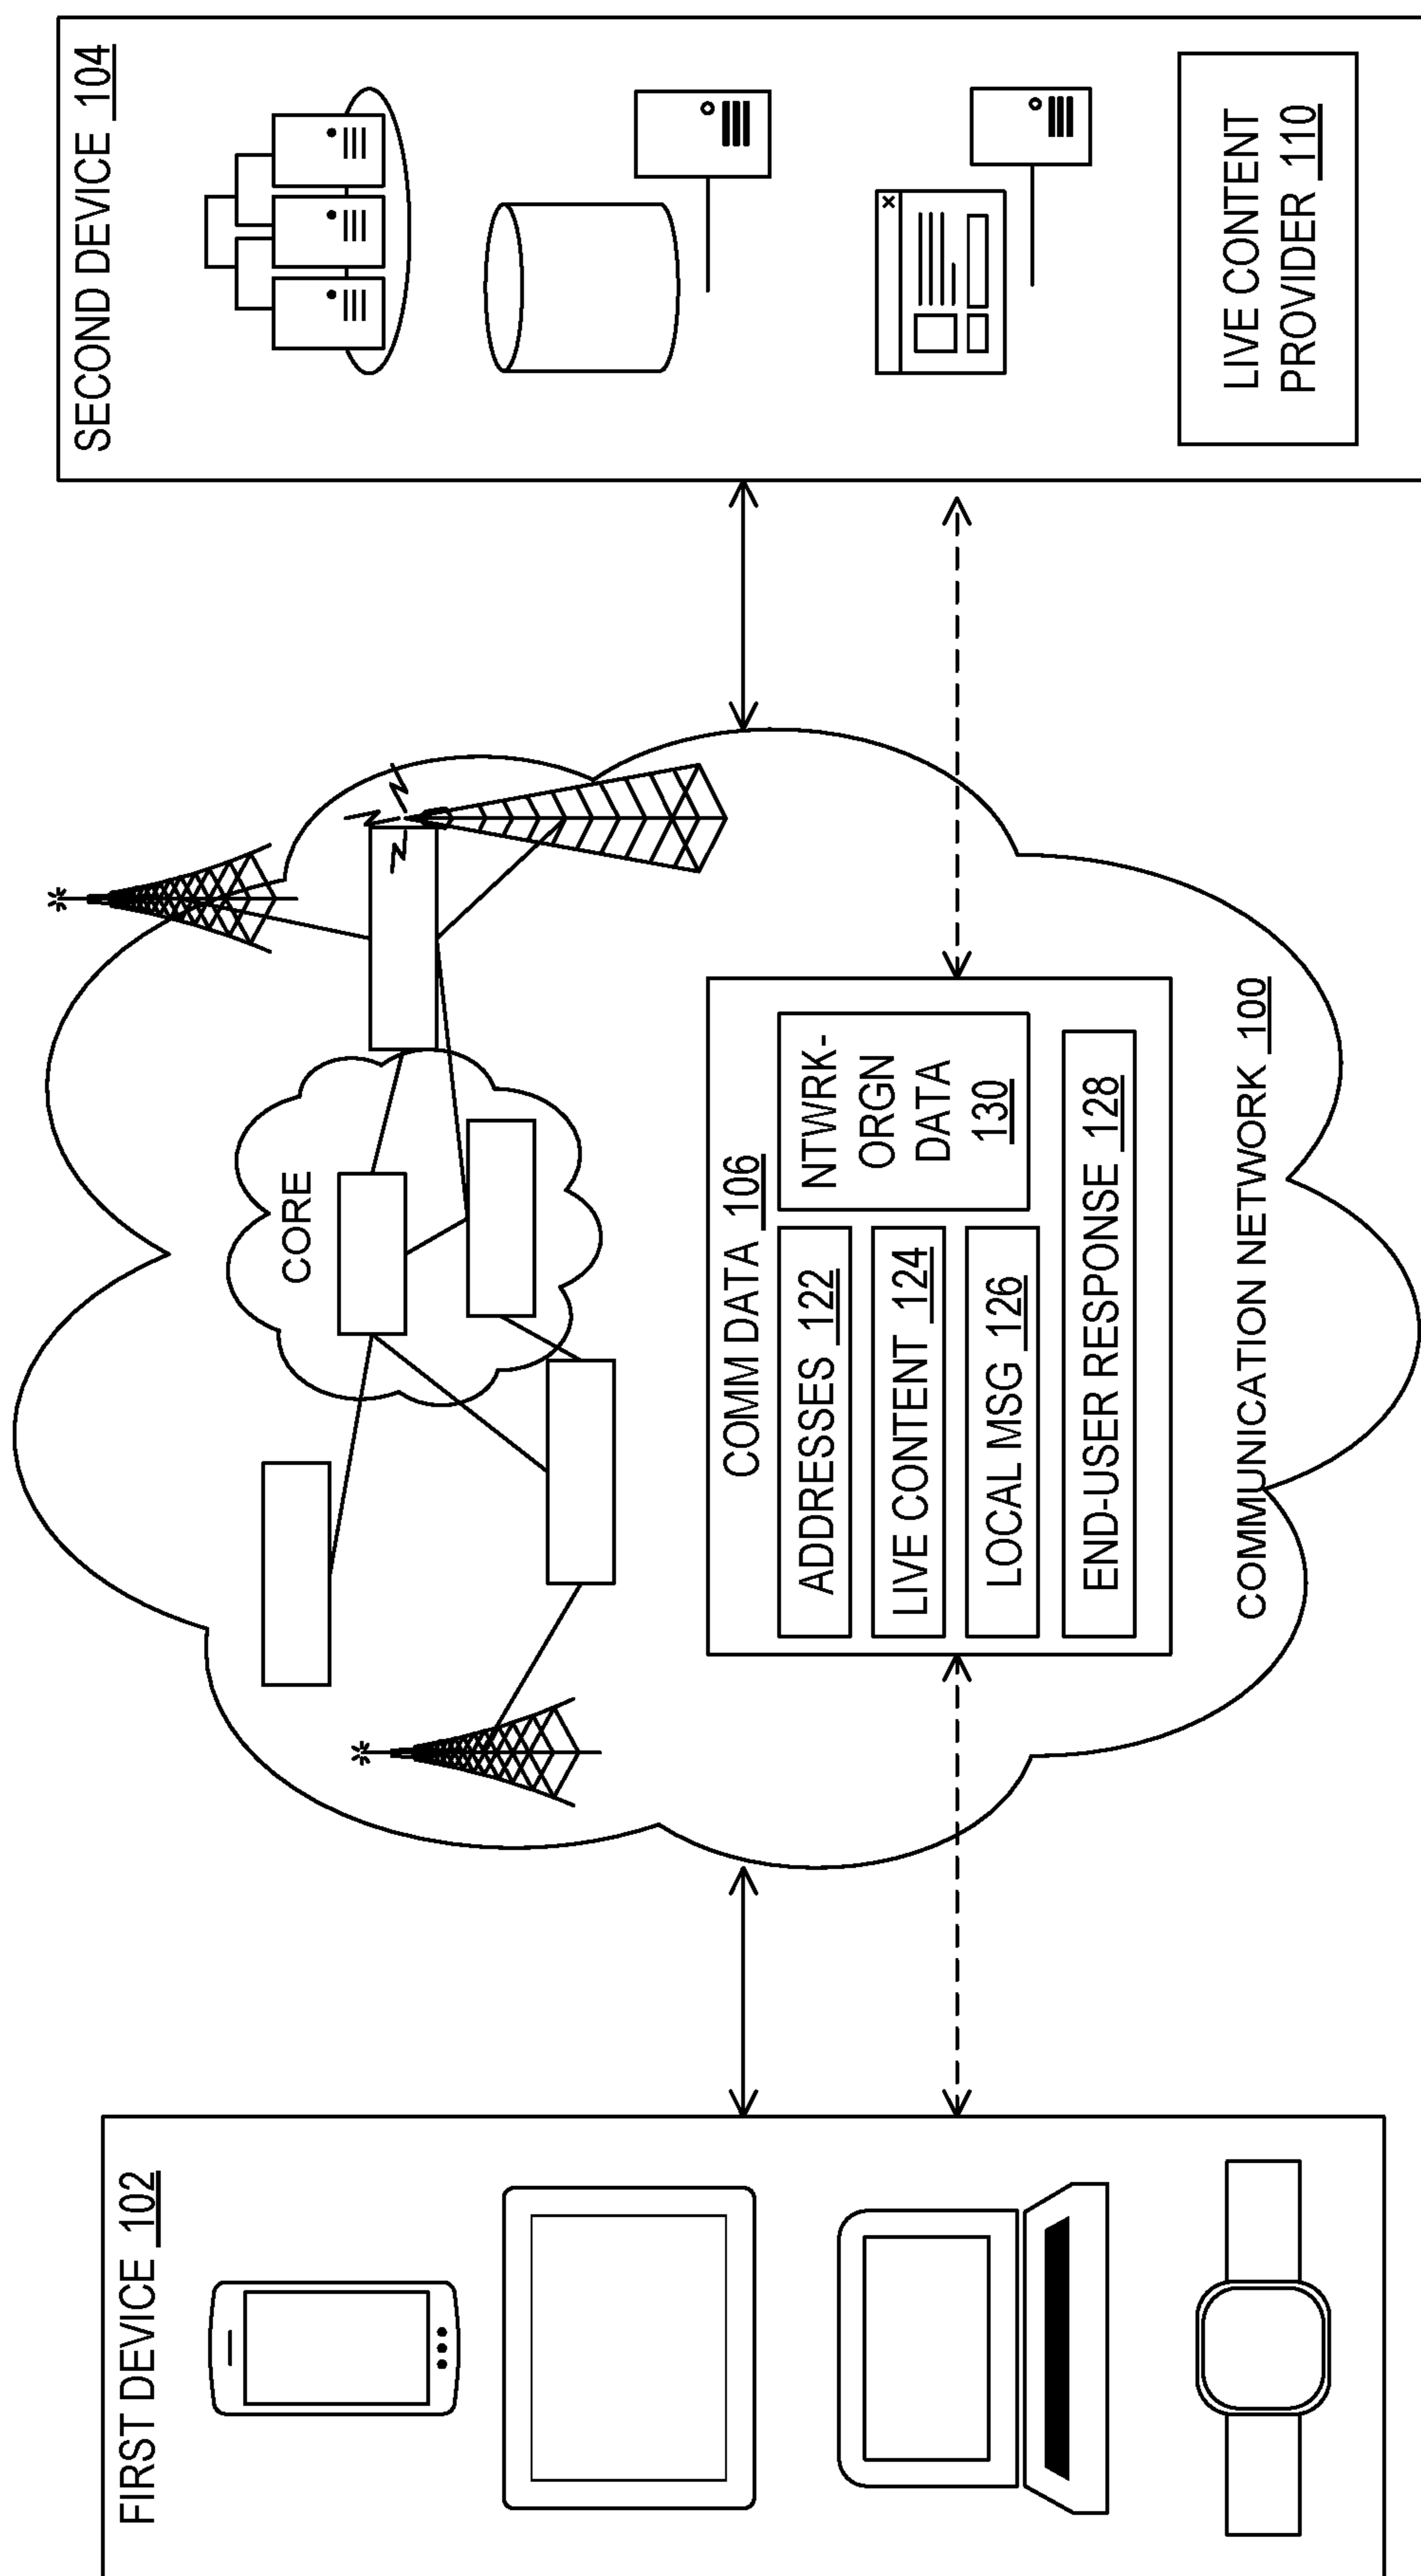 FIRST DEVICE 102
CORE
COMM DATA 106
ADDRESSES 122
LIVE CONTENT 124
LOCAL MSG 126
END-USER RESPONSE 128
NTWRK-
ORGN
DATA
130
COMMUNICATION NETWORK 100
SECOND DEVICE 104
LIVE CONTENT
PROVIDER 110